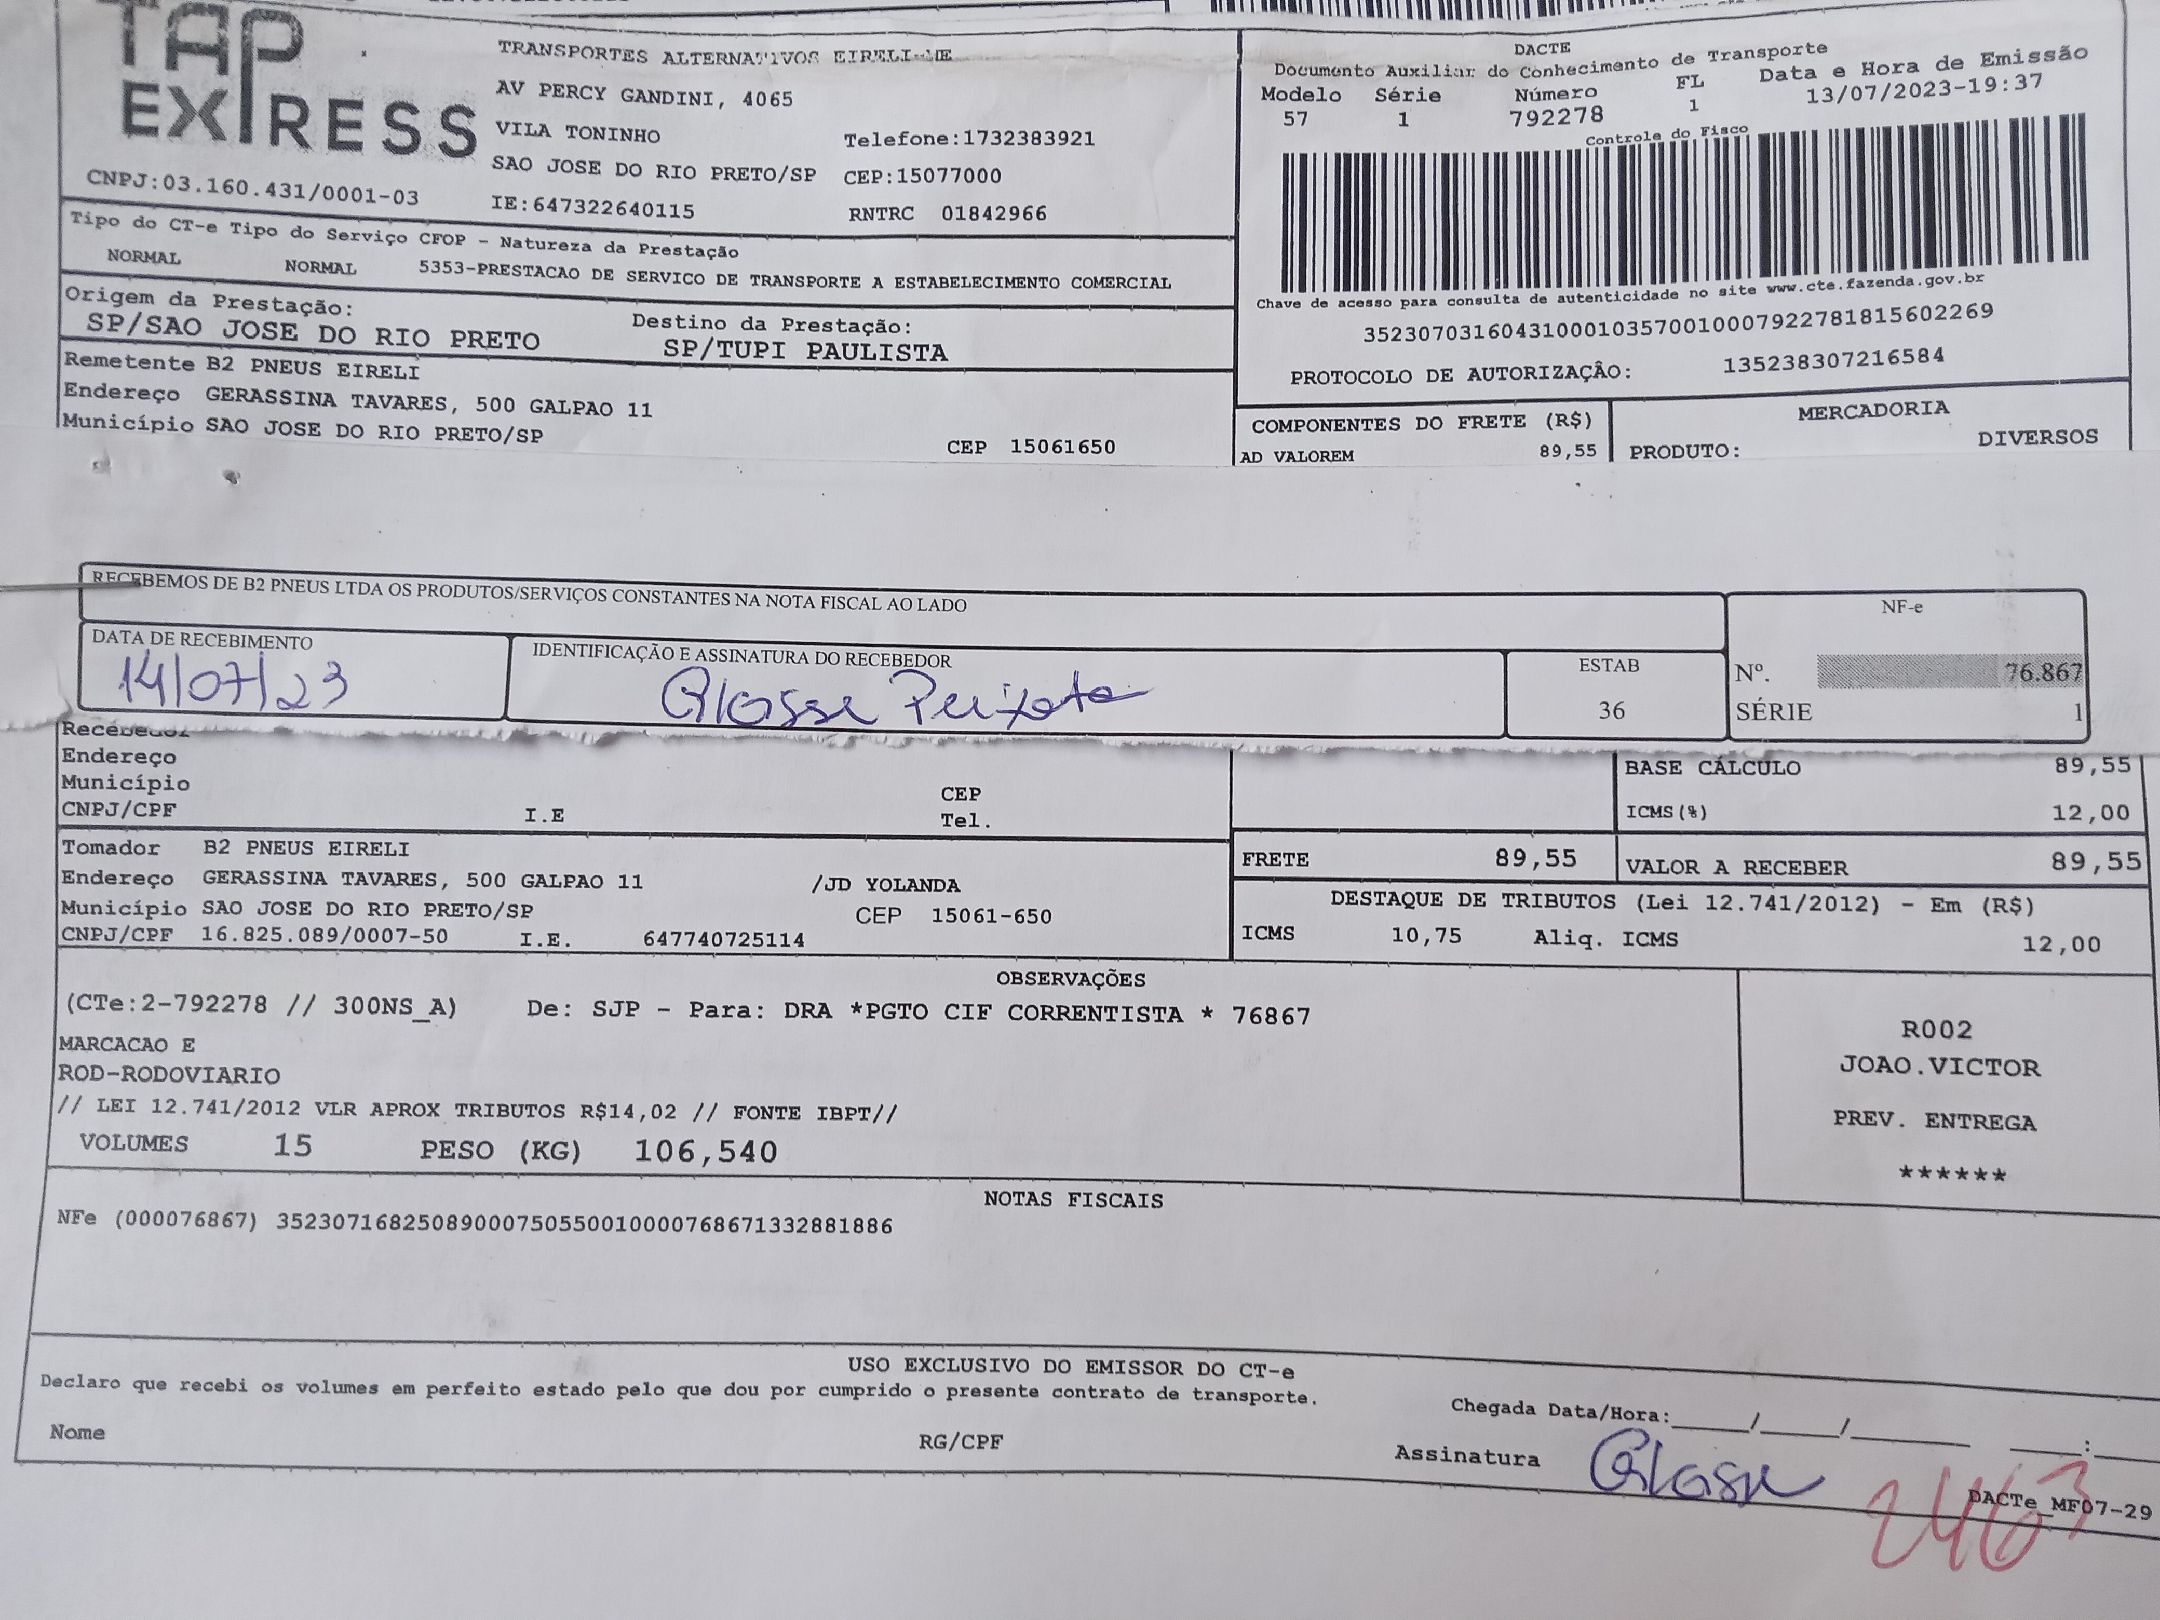 TAP
EXPRESS
CNPJ:03.160.431/0001-03
TRANSPORTES ALTERNATIVOS EIRELI-ME
AV PERCY GANDINI, 4065
VILA TONINHO Telefone:1732383921
SAO JOSE DO RIO PRETO/SP CEP:15077000
IE:647322640115 RNTRC 01842966
DACTE
Documento Auxiliar do Conhecimento de Transporte
Modelo Série Número FL Data e Hora de Emissão
57 1 792278 1 13/07/2023-19:37
Controle do Fisco
Chave de acesso para consulta de autenticidade no site www.cte.fazenda.gov.br
35230703160431000103570010007922781815602269
PROTOCOLO DE AUTORIZAÇÂO: 135238307216584
Tipo do CT-e Tipo do Serviço CFOP - Natureza da Prestação
NORMAL NORMAL 5353-PRESTACAO DE SERVICO DE TRANSPORTE A ESTABELECIMENTO COMERCIAL
Origem da Prestação: Destino da Prestação:
SP/SAO JOSE DO RIO PRETO SP/TUPI PAULISTA
Remetente B2 PNEUS EIRELI
Endereço GERASSINA TAVARES, 500 GALPAO 11
Município SAO JOSE DO RIO PRETO/SP CEP 15061650
COMPONENTES DO FRETE (R$) MERCADORIA
AD VALOREM 89,55 PRODUTO: DIVERSOS
RECEBEMOS DE B2 PNEUS LTDA OS PRODUTOS/SERVIÇOS CONSTANTES NA NOTA FISCAL AO LADO
NF-e
DATA DE RECEBIMENTO IDENTIFICAÇÃO E ASSINATURA DO RECEBEDOR ESTAB Nº. 76.867
14/07/23 Glasse Peixoto 36 SÉRIE 1
Recebedor
Endereço
Município CEP
CNPJ/CPF I.E Tel.
BASE CÁLCULO 89,55
ICMS(%) 12,00
Tomador B2 PNEUS EIRELI
Endereço GERASSINA TAVARES, 500 GALPAO 11 /JD YOLANDA
Município SAO JOSE DO RIO PRETO/SP CEP 15061-650
CNPJ/CPF 16.825.089/0007-50 I.E. 647740725114
FRETE 89,55 VALOR A RECEBER 89,55
DESTAQUE DE TRIBUTOS (Lei 12.741/2012) - Em (R$)
ICMS 10,75 Aliq. ICMS 12,00
OBSERVAÇÕES
(CTe:2-792278 // 300NS_A) De: SJP - Para: DRA *PGTO CIF CORRENTISTA * 76867
MARCACAO E
ROD-RODOVIARIO
// LEI 12.741/2012 VLR APROX TRIBUTOS R$14,02 // FONTE IBPT//
VOLUMES 15 PESO (KG) 106,540
R002
JOAO.VICTOR
PREV. ENTREGA
******
NOTAS FISCAIS
NFe (000076867) 35230716825089000750550010000768671332881886
USO EXCLUSIVO DO EMISSOR DO CT-e
Declaro que recebi os volumes em perfeito estado pelo que dou por cumprido o presente contrato de transporte.
Chegada Data/Hora:_____/_____/________ _____:_____
Nome RG/CPF Assinatura Glasse
DACTe_MF07-29
2463